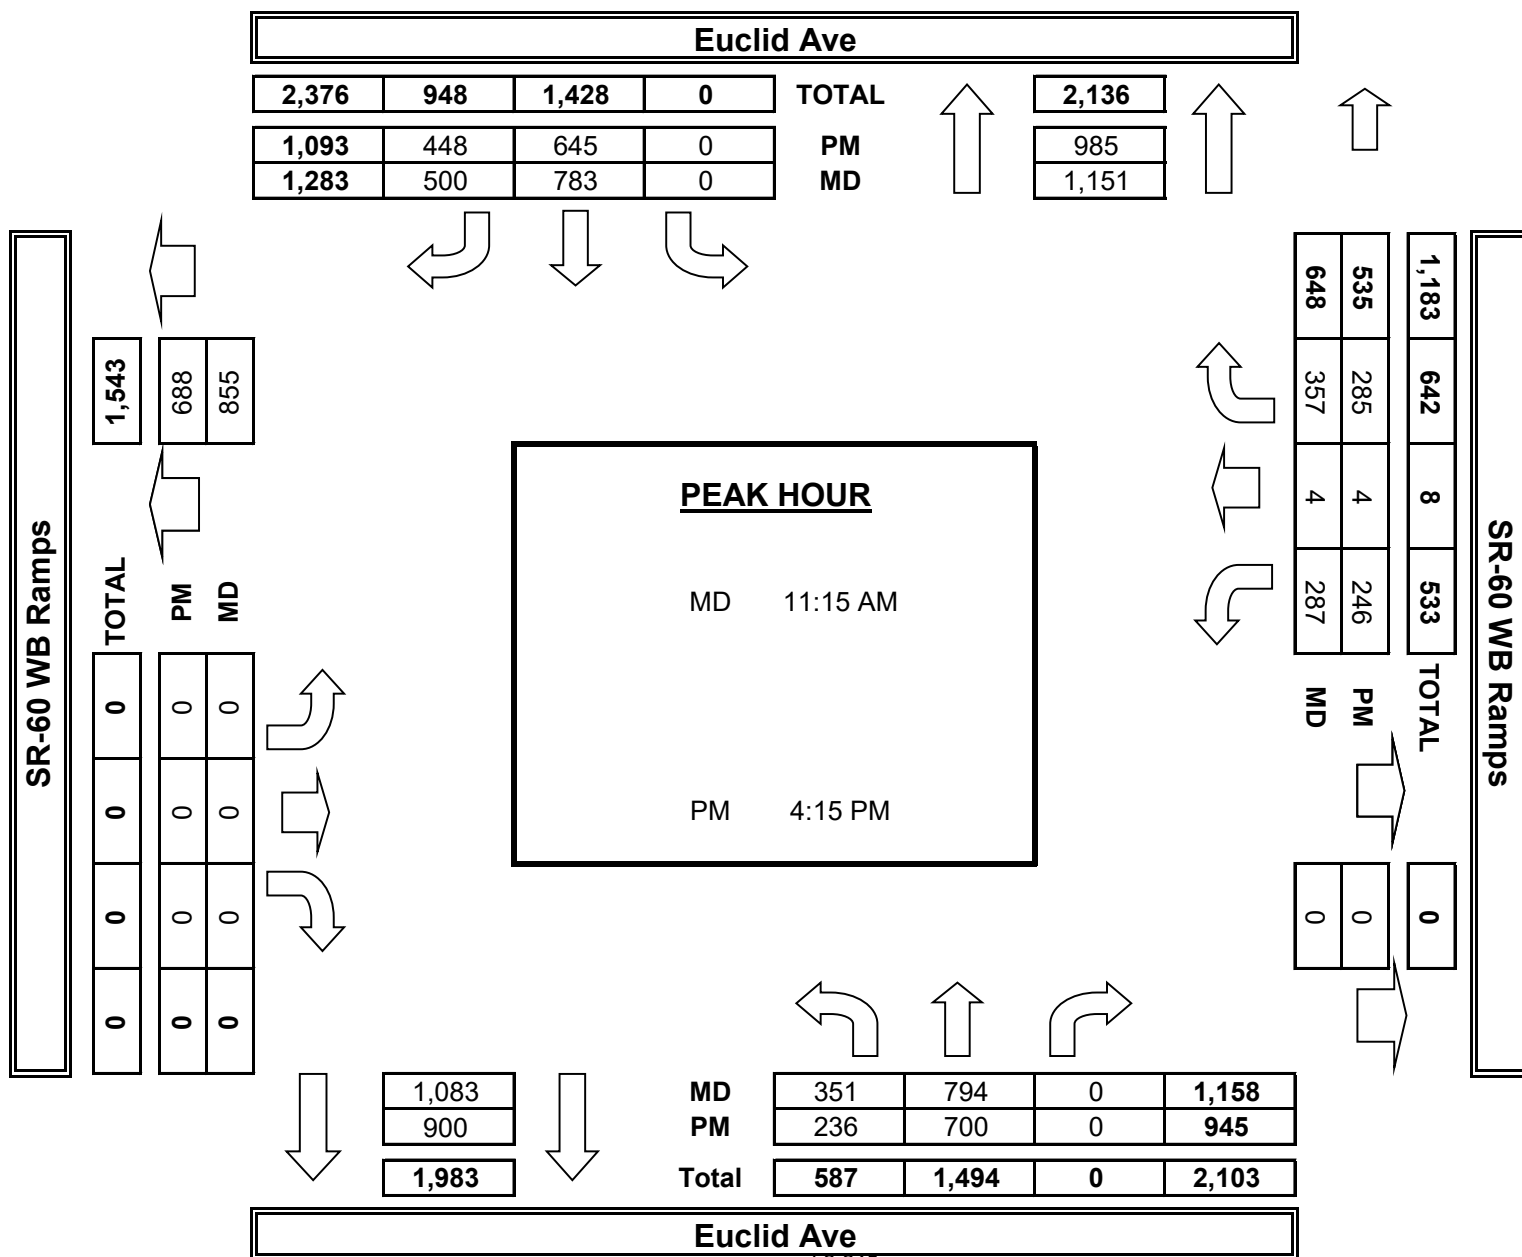 Euclid Ave
2,376 948 1,428 0 TOTAL 2,136
1,093 448 645 0 PM 985
1,283 500 783 0 MD 1,151
SR-60 WB Ramps
1,543 688 855
TOTAL PM MD
0 0 0
0 0 0
0 0 0
0 0 0
PEAK HOUR
MD 11:15 AM
PM 4:15 PM
1,183 642 8 533 TOTAL
535 285 4 246 PM
648 357 4 287 MD
0 0 0
SR-60 WB Ramps
1,083 MD 351 794 0 1,158
900 PM 236 700 0 945
1,983 Total 587 1,494 0 2,103
Euclid Ave